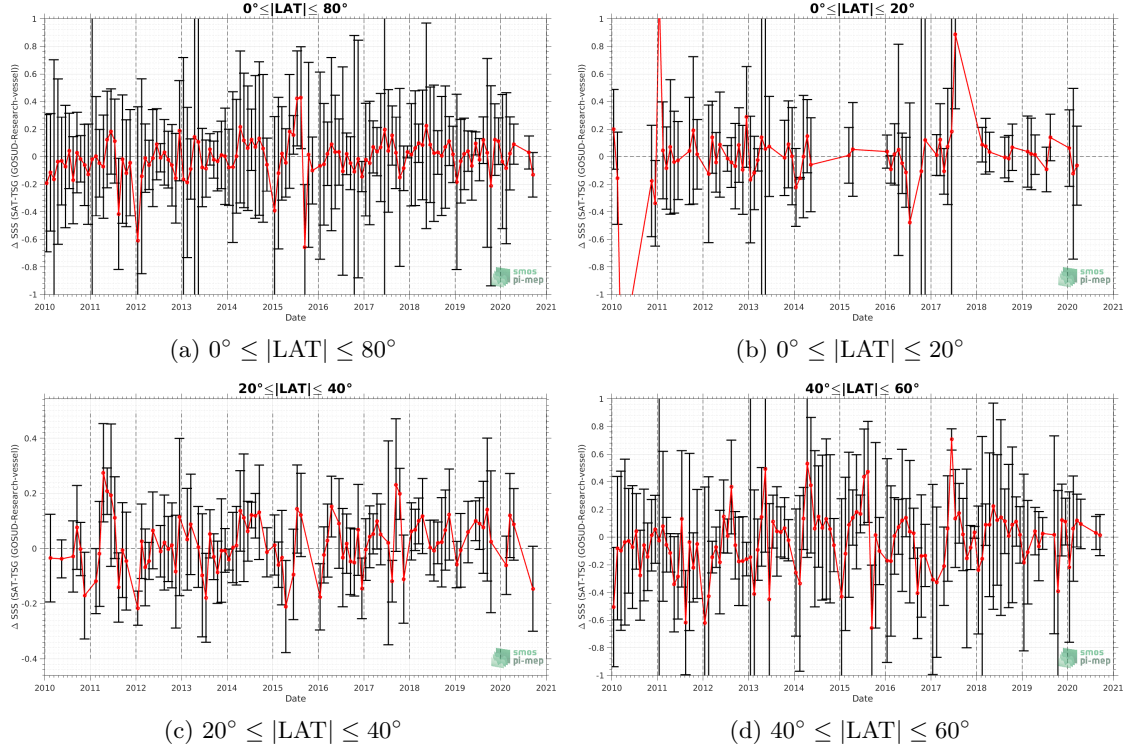 0°≤|LAT|≤ 80°
Δ SSS (SAT-TSG (GOSUD-Research-vessel))
1
0.8
0.6
0.4
0.2
0
-0.2
-0.4
-0.6
-0.8
-1
2010 2011 2012 2013 2014 2015 2016 2017 2018 2019 2020 2021
Date
smos
pi-mep
(a) 0° ≤ |LAT| ≤ 80°
0°≤|LAT|≤ 20°
Δ SSS (SAT-TSG (GOSUD-Research-vessel))
1
0.8
0.6
0.4
0.2
0
-0.2
-0.4
-0.6
-0.8
-1
2010 2011 2012 2013 2014 2015 2016 2017 2018 2019 2020 2021
Date
smos
pi-mep
(b) 0° ≤ |LAT| ≤ 20°
20°≤|LAT|≤ 40°
Δ SSS (SAT-TSG (GOSUD-Research-vessel))
0.4
0.2
0
-0.2
-0.4
2010 2011 2012 2013 2014 2015 2016 2017 2018 2019 2020 2021
Date
smos
pi-mep
(c) 20° ≤ |LAT| ≤ 40°
40°≤|LAT|≤ 60°
Δ SSS (SAT-TSG (GOSUD-Research-vessel))
1
0.8
0.6
0.4
0.2
0
-0.2
-0.4
-0.6
-0.8
-1
2010 2011 2012 2013 2014 2015 2016 2017 2018 2019 2020 2021
Date
smos
pi-mep
(d) 40° ≤ |LAT| ≤ 60°